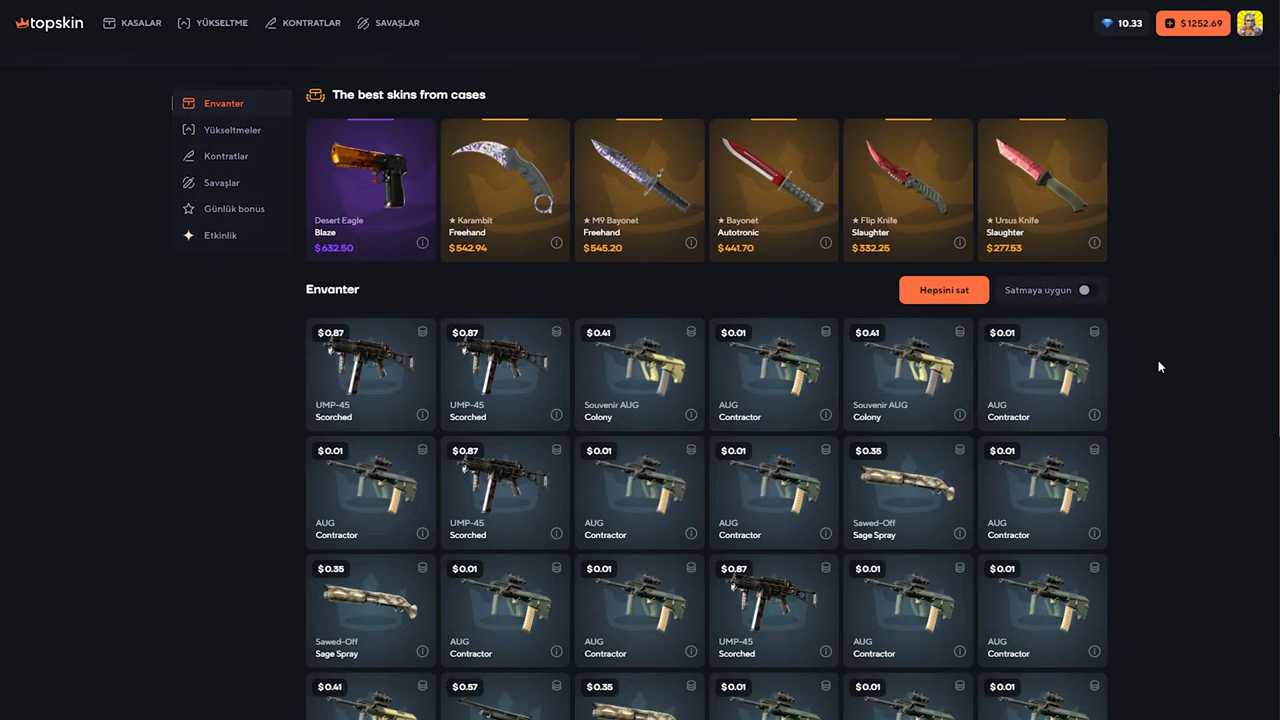 topskin
KASALAR
YÜKSELTME
KONTRATLAR
SAVAŞLAR
10.33
$1252.69
Envanter
Yükseltmeler
Kontratlar
Savaşlar
Günlük bonus
Etkinlik
The best skins from cases
Desert Eagle
Blaze
$632.50
★ Karambit
Freehand
$542.94
★ M9 Bayonet
Freehand
$545.20
★ Bayonet
Autotronic
$441.70
★ Flip Knife
Slaughter
$332.25
★ Ursus Knife
Slaughter
$277.53
Envanter
Hepsini sat
Satmaya uygun
$0.87
UMP-45
Scorched
$0.87
UMP-45
Scorched
$0.41
Souvenir AUG
Colony
$0.01
AUG
Contractor
$0.41
Souvenir AUG
Colony
$0.01
AUG
Contractor
$0.01
AUG
Contractor
$0.87
UMP-45
Scorched
$0.01
AUG
Contractor
$0.01
AUG
Contractor
$0.35
Sawed-Off
Sage Spray
$0.01
AUG
Contractor
$0.35
Sawed-Off
Sage Spray
$0.01
AUG
Contractor
$0.01
AUG
Contractor
$0.87
UMP-45
Scorched
$0.01
AUG
Contractor
$0.01
AUG
Contractor
$0.41
$0.57
$0.35
$0.01
$0.01
$0.01